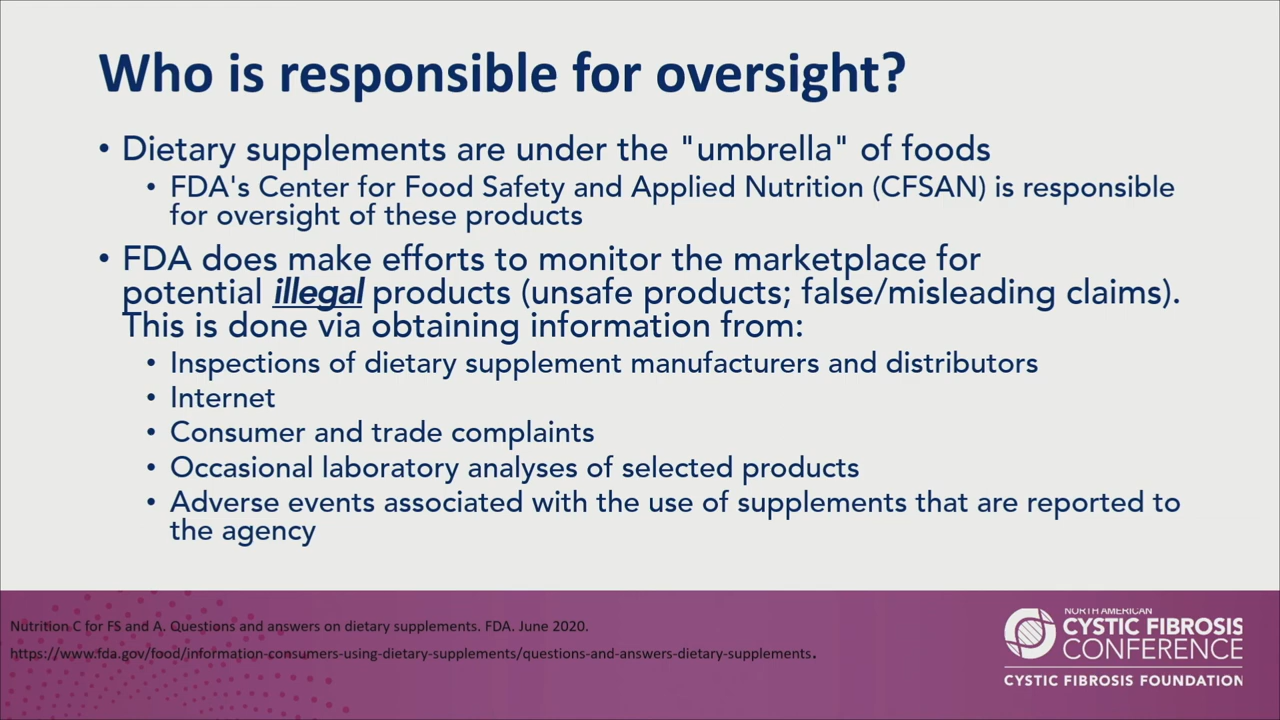 Who is responsible for oversight?
• Dietary supplements are under the "umbrella" of foods
• FDA's Center for Food Safety and Applied Nutrition (CFSAN) is responsible
for oversight of these products
• FDA does make efforts to monitor the marketplace for
potential illegal products (unsafe products; false/misleading claims).
This is done via obtaining information from:
• Inspections of dietary supplement manufacturers and distributors
• Internet
• Consumer and trade complaints
• Occasional laboratory analyses of selected products
• Adverse events associated with the use of supplements that are reported to
the agency
Nutrition C for FS and A. Questions and answers on dietary supplements. FDA. June 2020.
https://www.fda.gov/food/information-consumers-using-dietary-supplements/questions-and-answers-dietary-supplements.
NORTH AMERICAN
CYSTIC FIBROSIS
CONFERENCE
CYSTIC FIBROSIS FOUNDATION